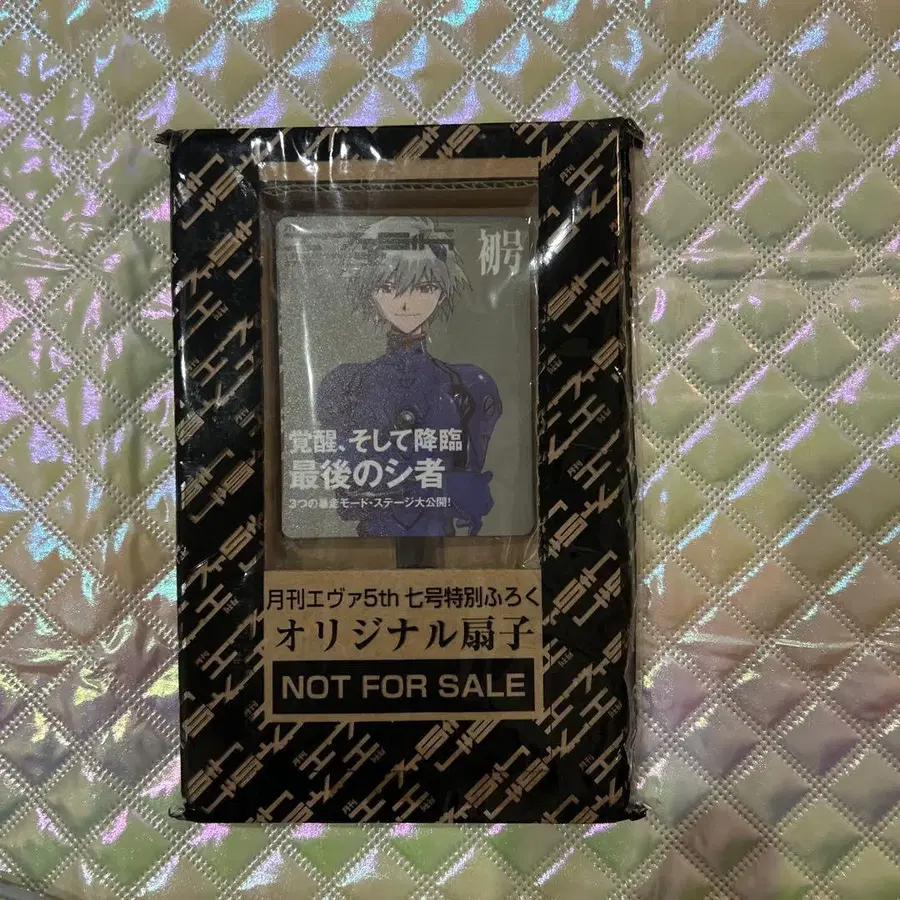 初号
覚醒、そして降臨
最後のシ者
3つの暴走モード・ステージ大公開!
月刊エヴァ5th 七号特別ふろく
オリジナル扇子
NOT FOR SALE